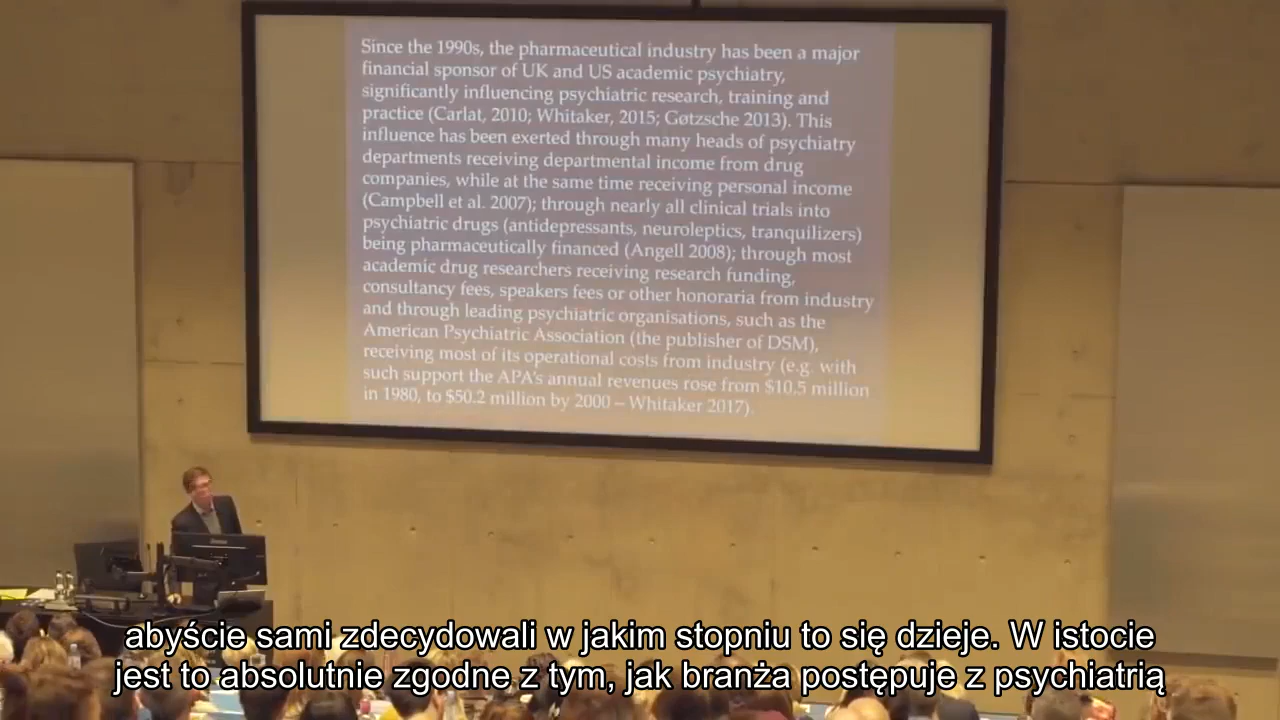 Since the 1990s, the pharmaceutical industry has been a major
financial sponsor of UK and US academic psychiatry,
significantly influencing psychiatric research, training and
practice (Carlat, 2010; Whitaker, 2015; Gøtzsche 2013). This
influence has been exerted through many heads of psychiatry
departments receiving departmental income from drug
companies, while at the same time receiving personal income
(Campbell et al. 2007); through nearly all clinical trials into
psychiatric drugs (antidepressants, neuroleptics, tranquilizers)
being pharmaceutically financed (Angell 2008); through most
academic drug researchers receiving research funding,
consultancy fees, speakers fees or other honoraria from industry
and through leading psychiatric organisations, such as the
American Psychiatric Association (the publisher of DSM),
receiving most of its operational costs from industry (e.g. with
such support the APA's annual revenues rose from $10.5 million
in 1980, to $50.2 million by 2000 – Whitaker 2017).
abyście sami zdecydowali w jakim stopniu to się dzieje. W istocie
jest to absolutnie zgodne z tym, jak branża postępuje z psychiatrią